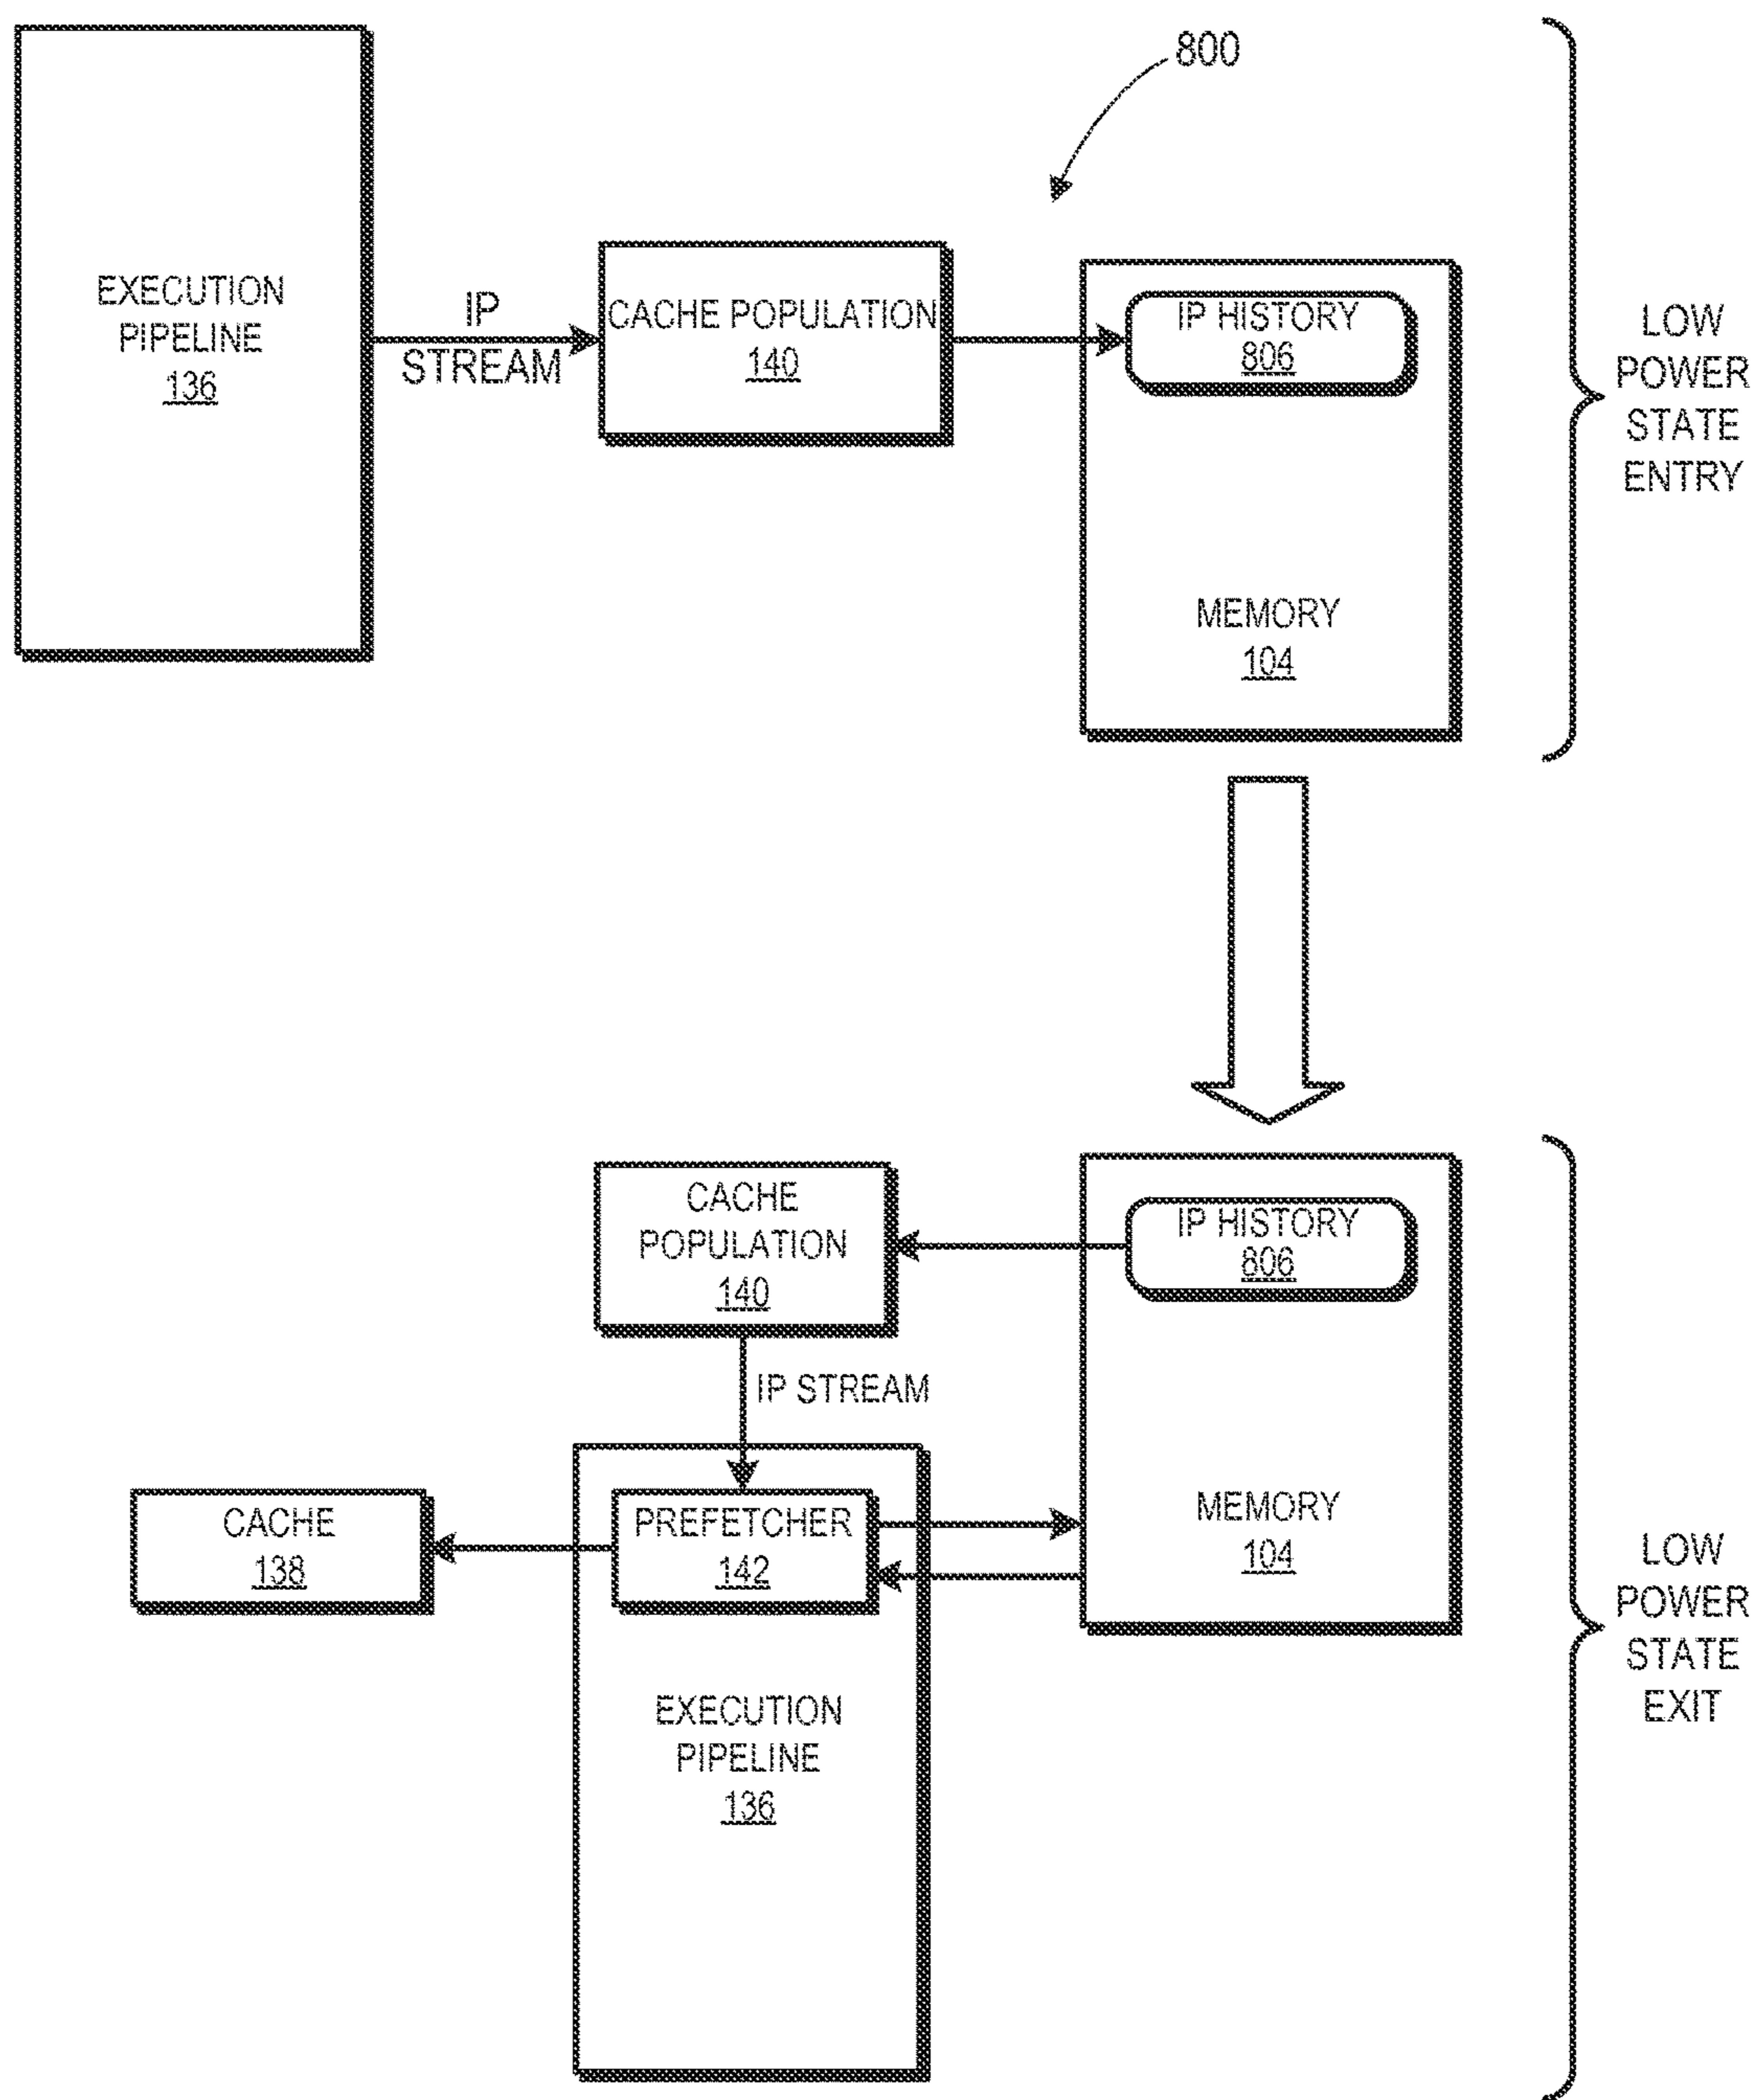 800
EXECUTION
PIPELINE
136
IP
STREAM
CACHE POPULATION
140
IP HISTORY
806
MEMORY
104
LOW
POWER
STATE
ENTRY
CACHE
POPULATION
140
IP HISTORY
806
IP STREAM
CACHE
138
PREFETCHER
142
MEMORY
104
EXECUTION
PIPELINE
136
LOW
POWER
STATE
EXIT